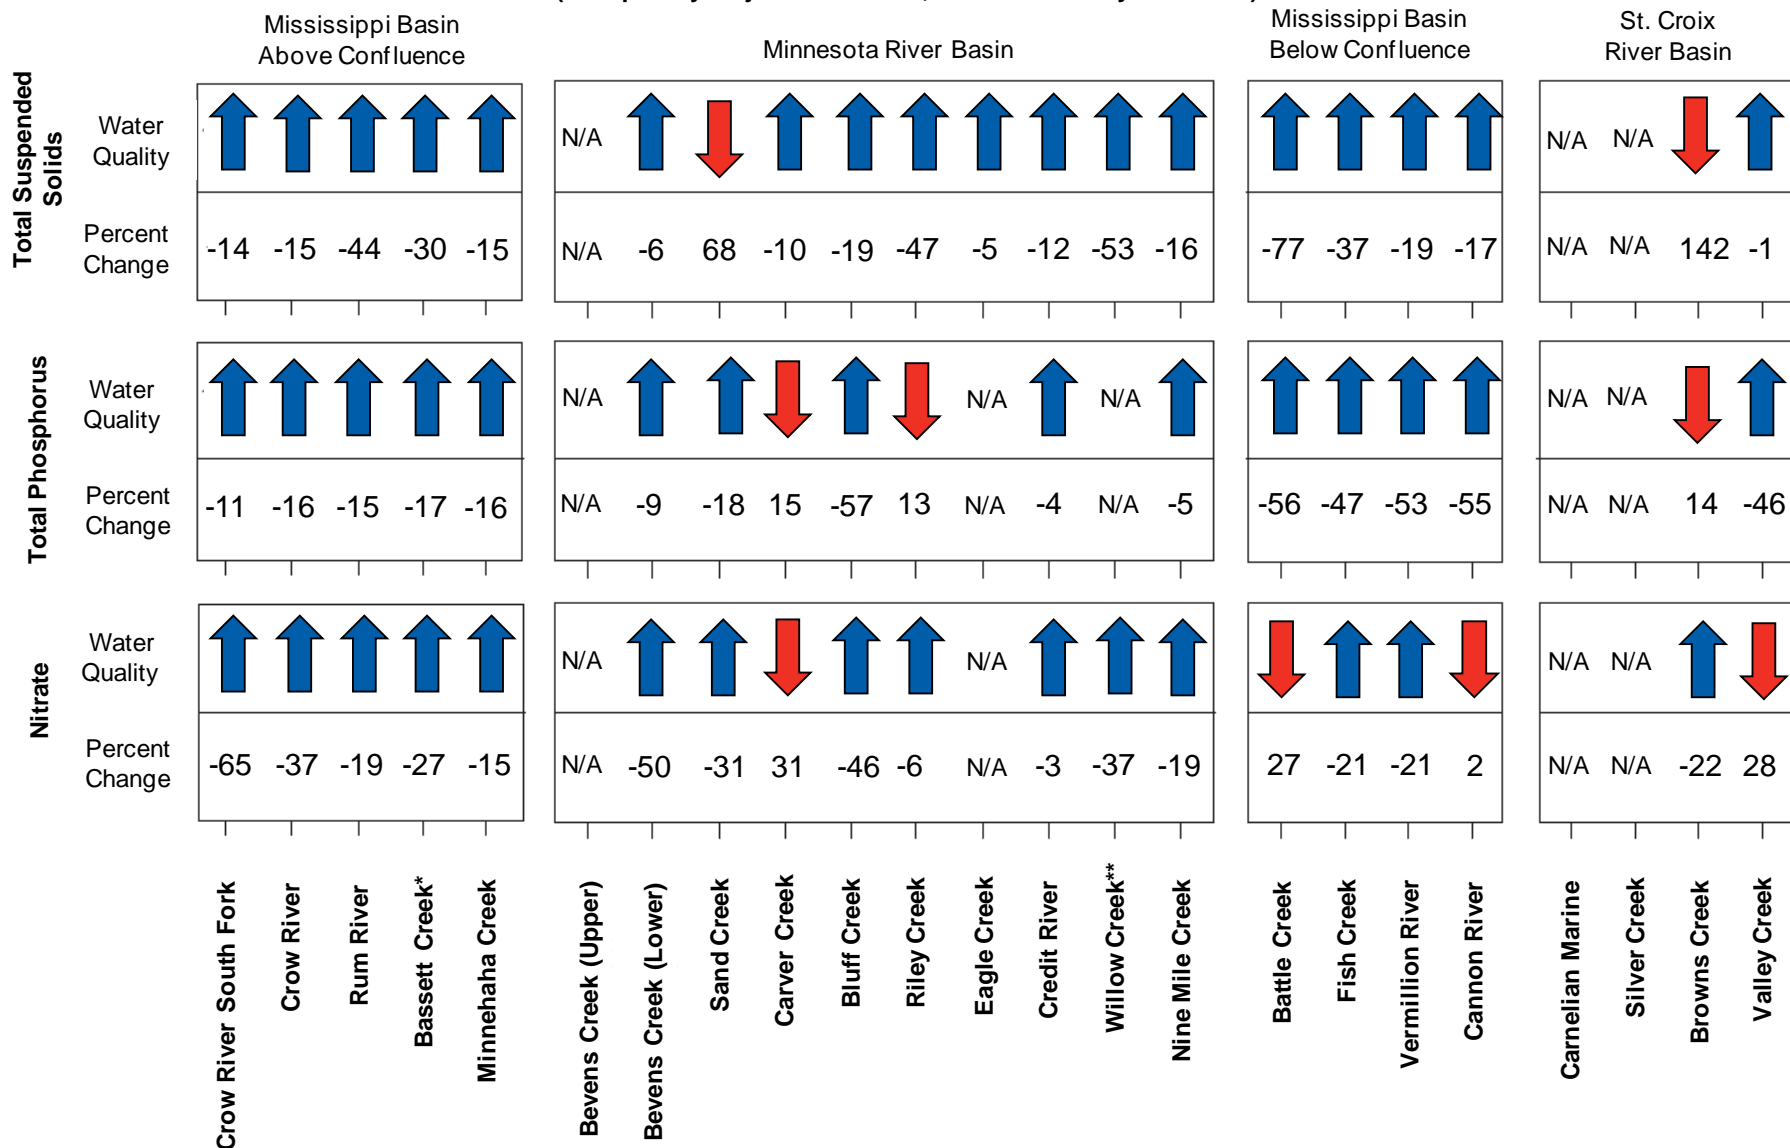 Mississippi Basin
Above Confluence
Minnesota River Basin
Mississippi Basin
Below Confluence
St. Croix
River Basin
Total Suspended
Solids
Water
Quality
N/A
N/A N/A
Percent
Change
-14 -15 -44 -30 -15 N/A -6 68 -10 -19 -47 -5 -12 -53 -16 -77 -37 -19 -17 N/A N/A 142 -1
Total Phosphorus
Water
Quality
N/A N/A N/A
N/A N/A
Percent
Change
-11 -16 -15 -17 -16 N/A -9 -18 15 -57 13 N/A -4 N/A -5 -56 -47 -53 -55 N/A N/A 14 -46
Nitrate
Water
Quality
N/A N/A
N/A N/A
Percent
Change
-65 -37 -19 -27 -15 N/A -50 -31 31 -46 -6 N/A -3 -37 -19 27 -21 -21 2 N/A N/A -22 28
Crow River South Fork
Crow River
Rum River
Bassett Creek*
Minnehaha Creek
Bevens Creek (Upper)
Bevens Creek (Lower)
Sand Creek
Carver Creek
Bluff Creek
Riley Creek
Eagle Creek
Credit River
Willow Creek**
Nine Mile Creek
Battle Creek
Fish Creek
Vermillion River
Cannon River
Carnelian Marine
Silver Creek
Browns Creek
Valley Creek